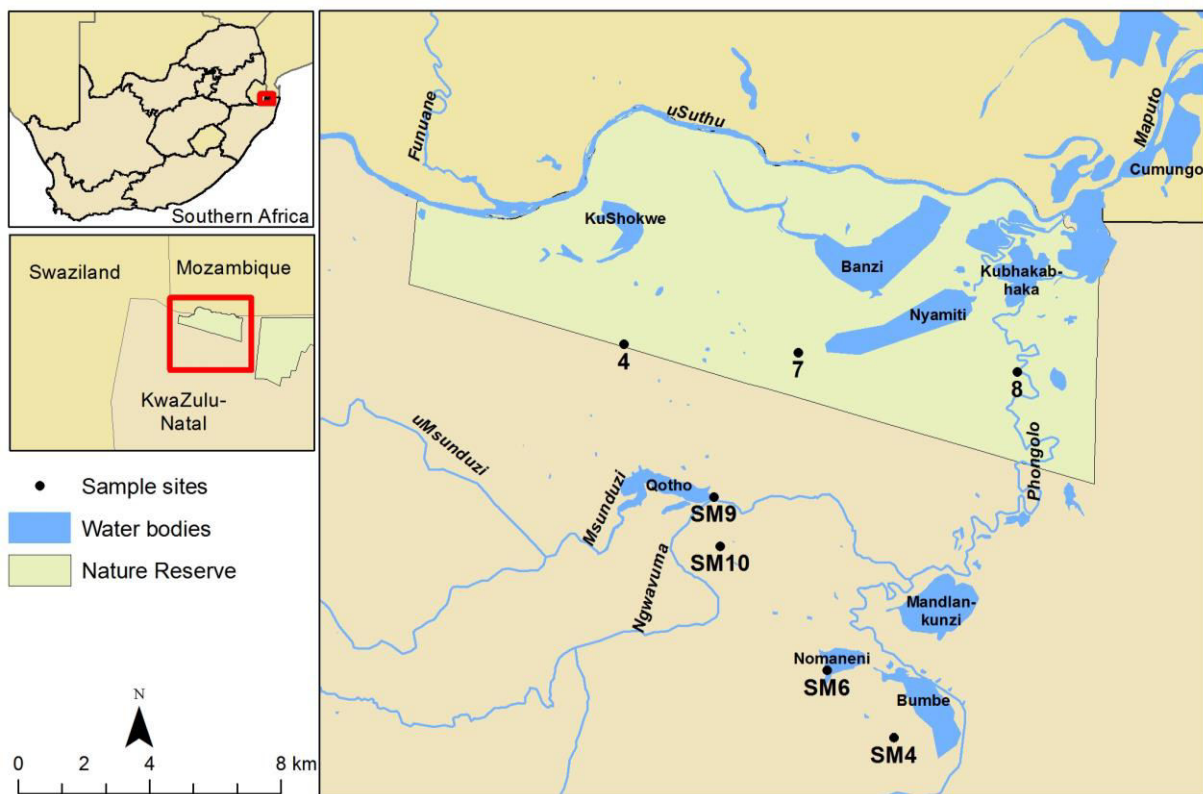 Southern Africa
Swaziland
Mozambique
KwaZulu-
Natal
Sample sites
Water bodies
Nature Reserve
N
0 2 4 8 km
Funuane
uSuthu
Maputo
Cumungo
KuShokwe
Banzi
Kubhakab-
haka
Nyamiti
4
7
8
Phongolo
uMsunduzi
Msunduzi
Qotho
SM9
SM10
Ngwavuma
Mandlan-
kunzi
Nomaneni
SM6
Bumbe
SM4